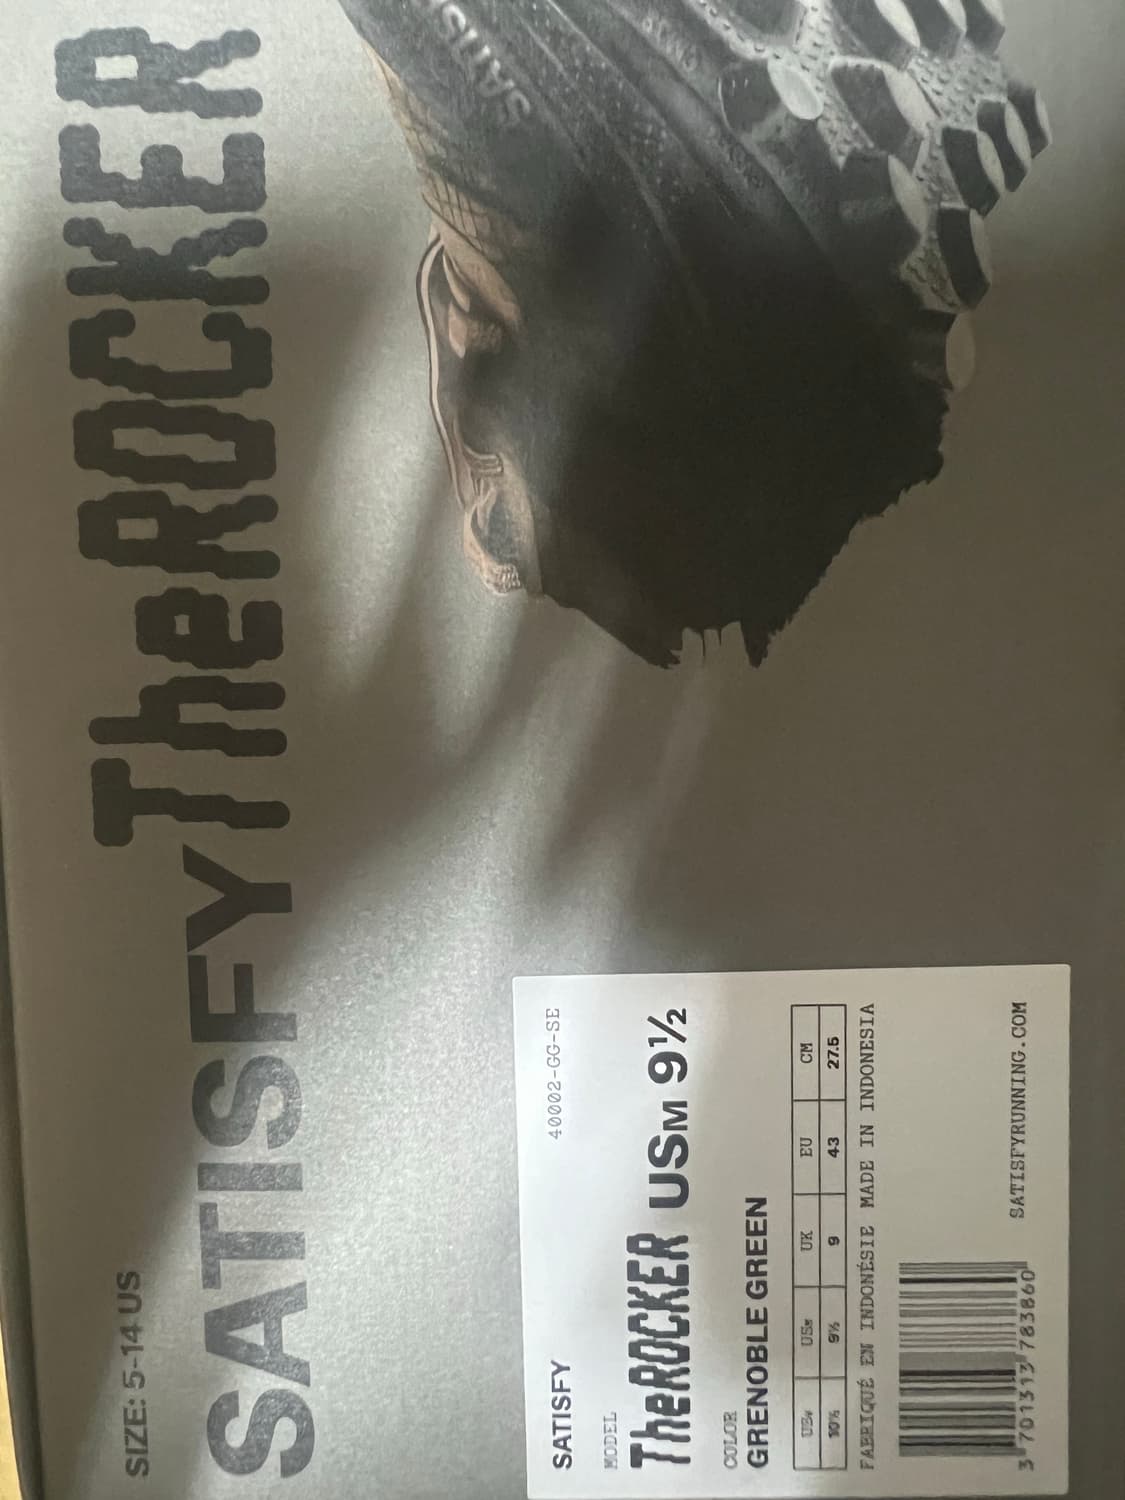 SIZE: 5-14 US
SATISFY TheROCKER
SATISFY
SATISFY 40002-GG-SE
MODEL
TheROCKER USM 9½
COLOR
GRENOBLE GREEN
USw USM UK EU CM
10½ 9½ 9 43 27.5
FABRIQUÉ EN INDONÉSIE MADE IN INDONESIA
3 701313 783860
SATISFYRUNNING.COM